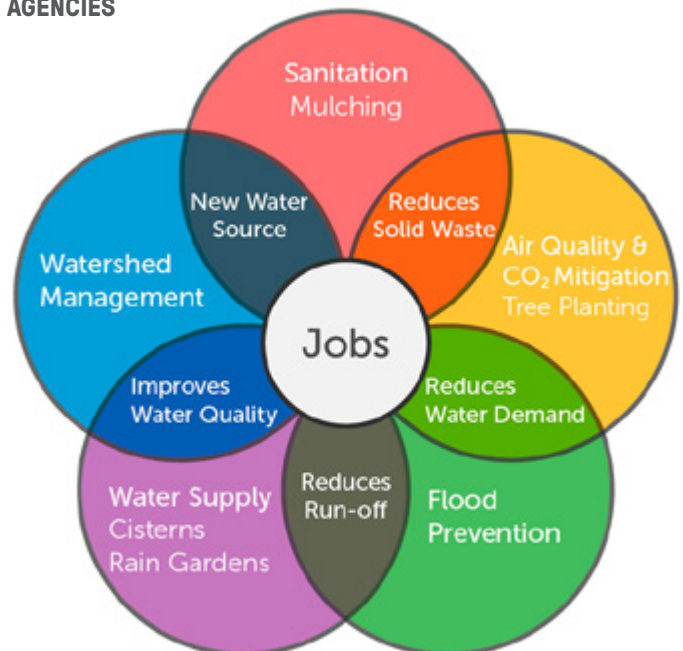 AGENCIES
Sanitation
Mulching
New Water
Source
Reduces
Solid Waste
Watershed
Management
Air Quality &
CO₂ Mitigation
Tree Planting
Jobs
Improves
Water Quality
Reduces
Water Demand
Water Supply
Cisterns
Rain Gardens
Reduces
Run-off
Flood
Prevention